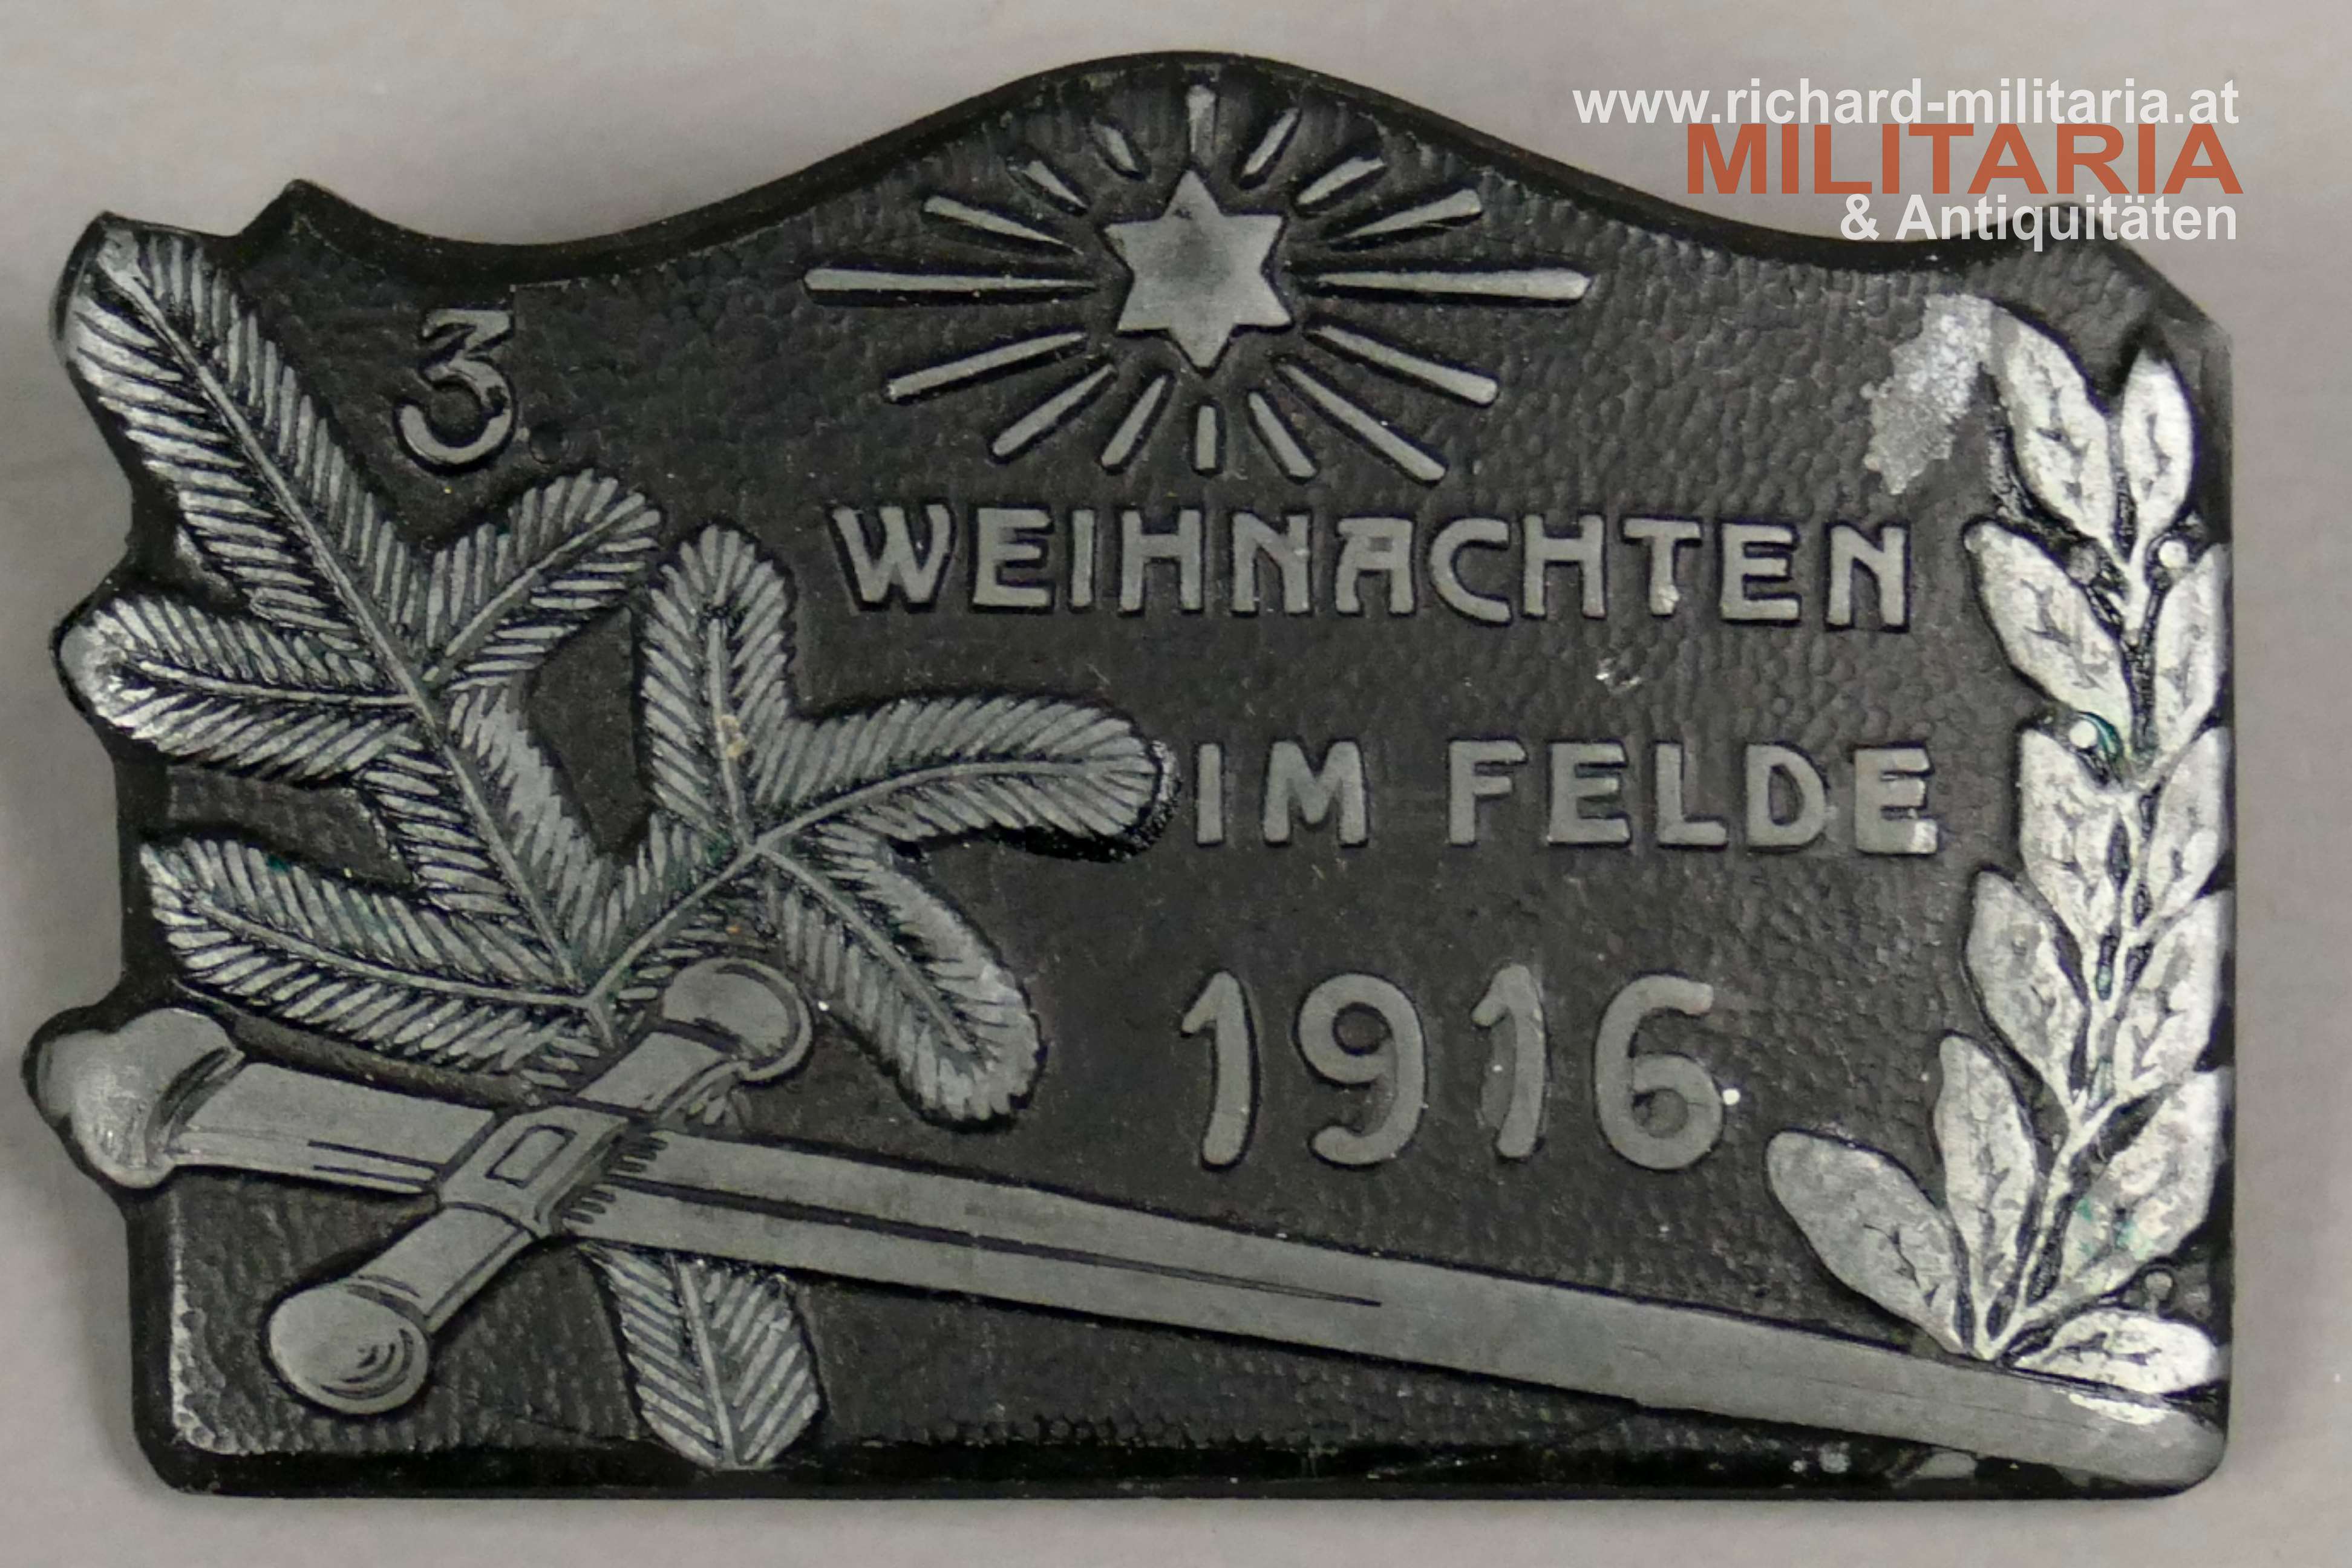 www.richard-militaria.at
MILITARIA
& Antiquitäten
3.
WEIHNACHTEN
IM FELDE
1916